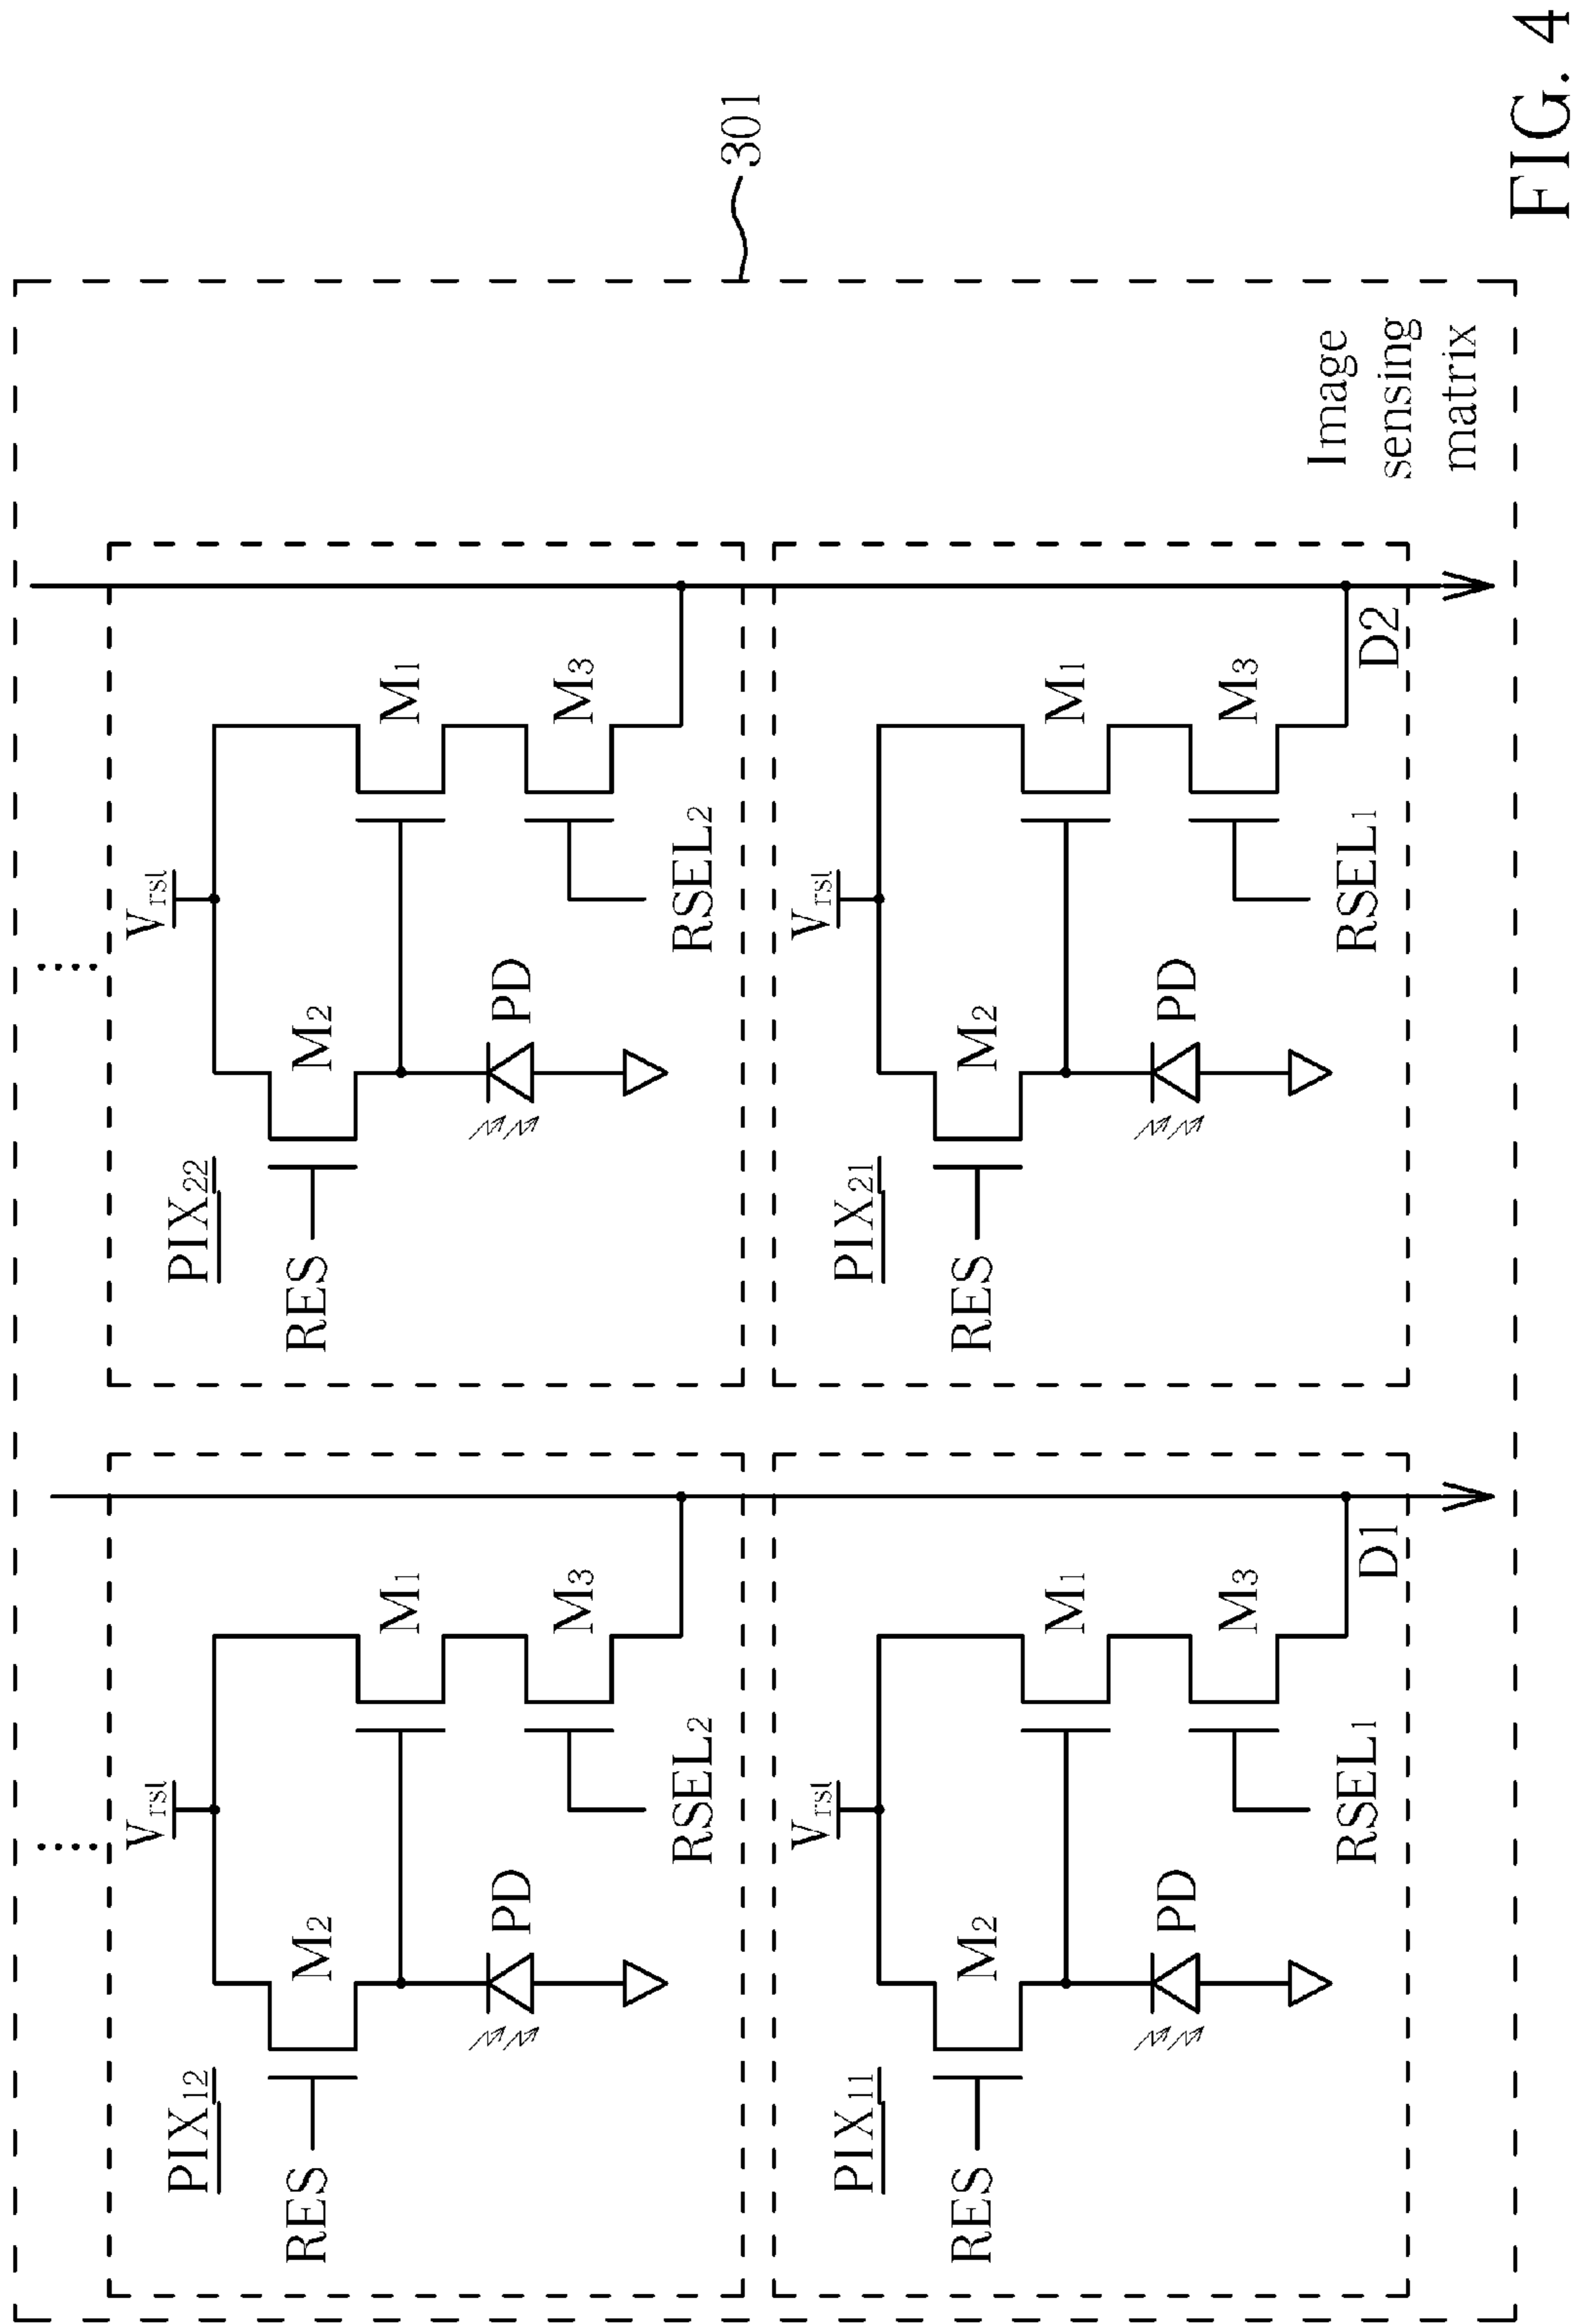 PIX12
Vrst
RES
M2
M1
PD
M3
RSEL2
PIX22
Vrst
RES
M2
M1
PD
M3
RSEL2
301
PIX11
Vrst
RES
M2
M1
PD
M3
RSEL1
D1
PIX21
Vrst
RES
M2
M1
PD
M3
RSEL1
D2
Image
sensing
matrix
FIG. 4